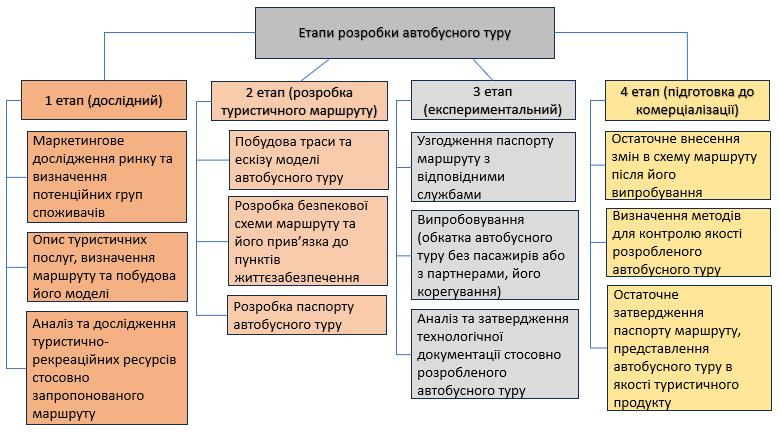 Етапи розробки автобусного туру
1 етап (дослідний)
Маркетингове
дослідження ринку та
визначення
потенційних груп
споживачів
Опис туристичних
послуг, визначення
маршруту та побудова
його моделі
Аналіз та дослідження
туристично-
рекреаційних ресурсів
стосовно
запропонованого
маршруту
2 етап (розробка
туристичного маршруту)
Побудова траси та
ескізу моделі
автобусного туру
Розробка безпекової
схеми маршруту та
його прив’язка до
пунктів
життєзабезпечення
Розробка паспорту
автобусного туру
3 етап
(експериментальний)
Узгодження паспорту
маршруту з
відповідними
службами
Випробовування
(обкатка автобусного
туру без пасажирів або
з партнерами, його
корегування)
Аналіз та затвердження
технологічної
документації стосовно
розробленого
автобусного туру
4 етап (підготовка до
комерціалізації)
Остаточне внесення
змін в схему маршруту
після його
випробування
Визначення методів
для контролю якості
розробленого
автобусного туру
Остаточне
затвердження
паспорту маршруту,
представлення
автобусного туру в
якості туристичного
продукту